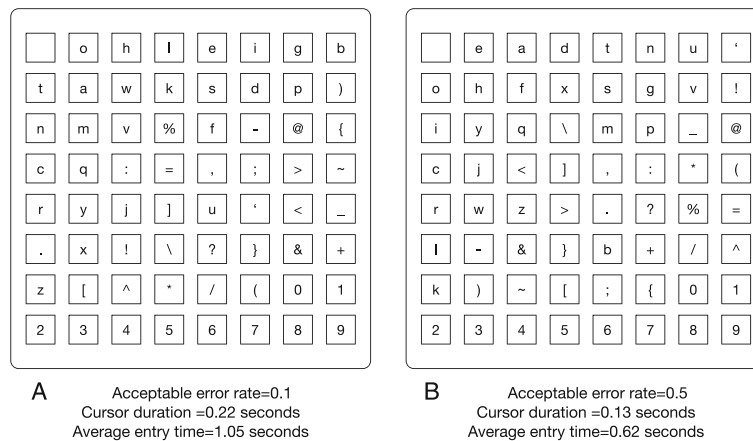 o h l e i g b
t a w k s d p )
n m v % f - @ {
c q : = , ; > ~
r y j ] u ‘ < _
. x ! \ ? } & +
z [ ^ * / ( 0 1
2 3 4 5 6 7 8 9
A
Acceptable error rate=0.1
Cursor duration =0.22 seconds
Average entry time=1.05 seconds
e a d t n u ‘
o h f x s g v !
i y q \ m p _ @
c j < ] , : * (
r w z > . ? % =
l - & } b + / ^
k ) ~ [ ; { 0 1
2 3 4 5 6 7 8 9
B
Acceptable error rate=0.5
Cursor duration =0.13 seconds
Average entry time=0.62 seconds